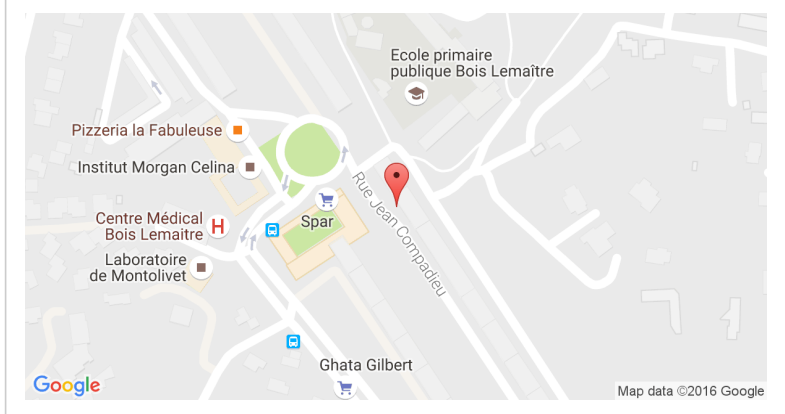 Ecole primaire
publique Bois Lemaître
Pizzeria la Fabuleuse
Institut Morgan Celina
Rue Jean Compadieu
Centre Médical
Bois Lemaitre
H
Spar
Laboratoire
de Montolivet
Ghata Gilbert
Google
Map data ©2016 Google